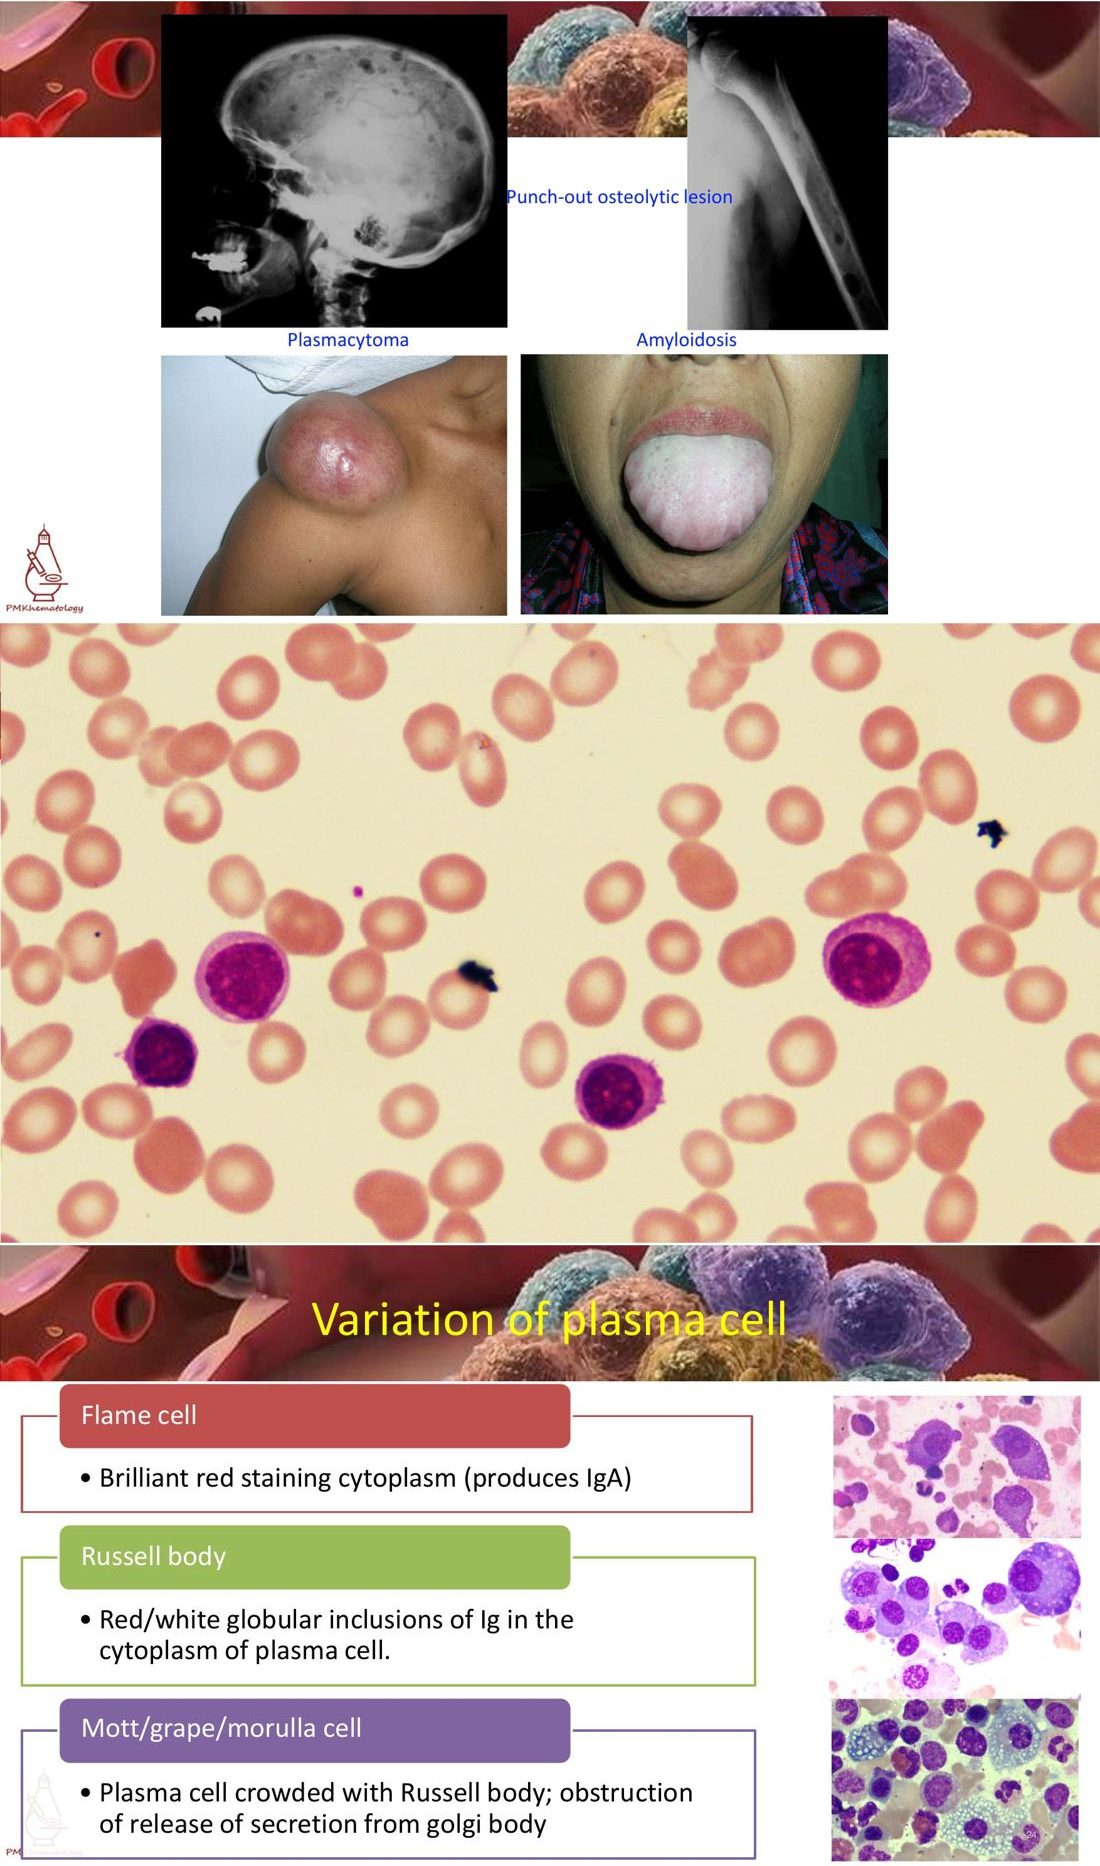 Punch-out osteolytic lesion
Plasmacytoma
Amyloidosis
PMKhematology
Variation of plasma cell
Flame cell
• Brilliant red staining cytoplasm (produces IgA)
Russell body
• Red/white globular inclusions of Ig in the
cytoplasm of plasma cell.
Mott/grape/morulla cell
• Plasma cell crowded with Russell body; obstruction
of release of secretion from golgi body
PMKhematology
24